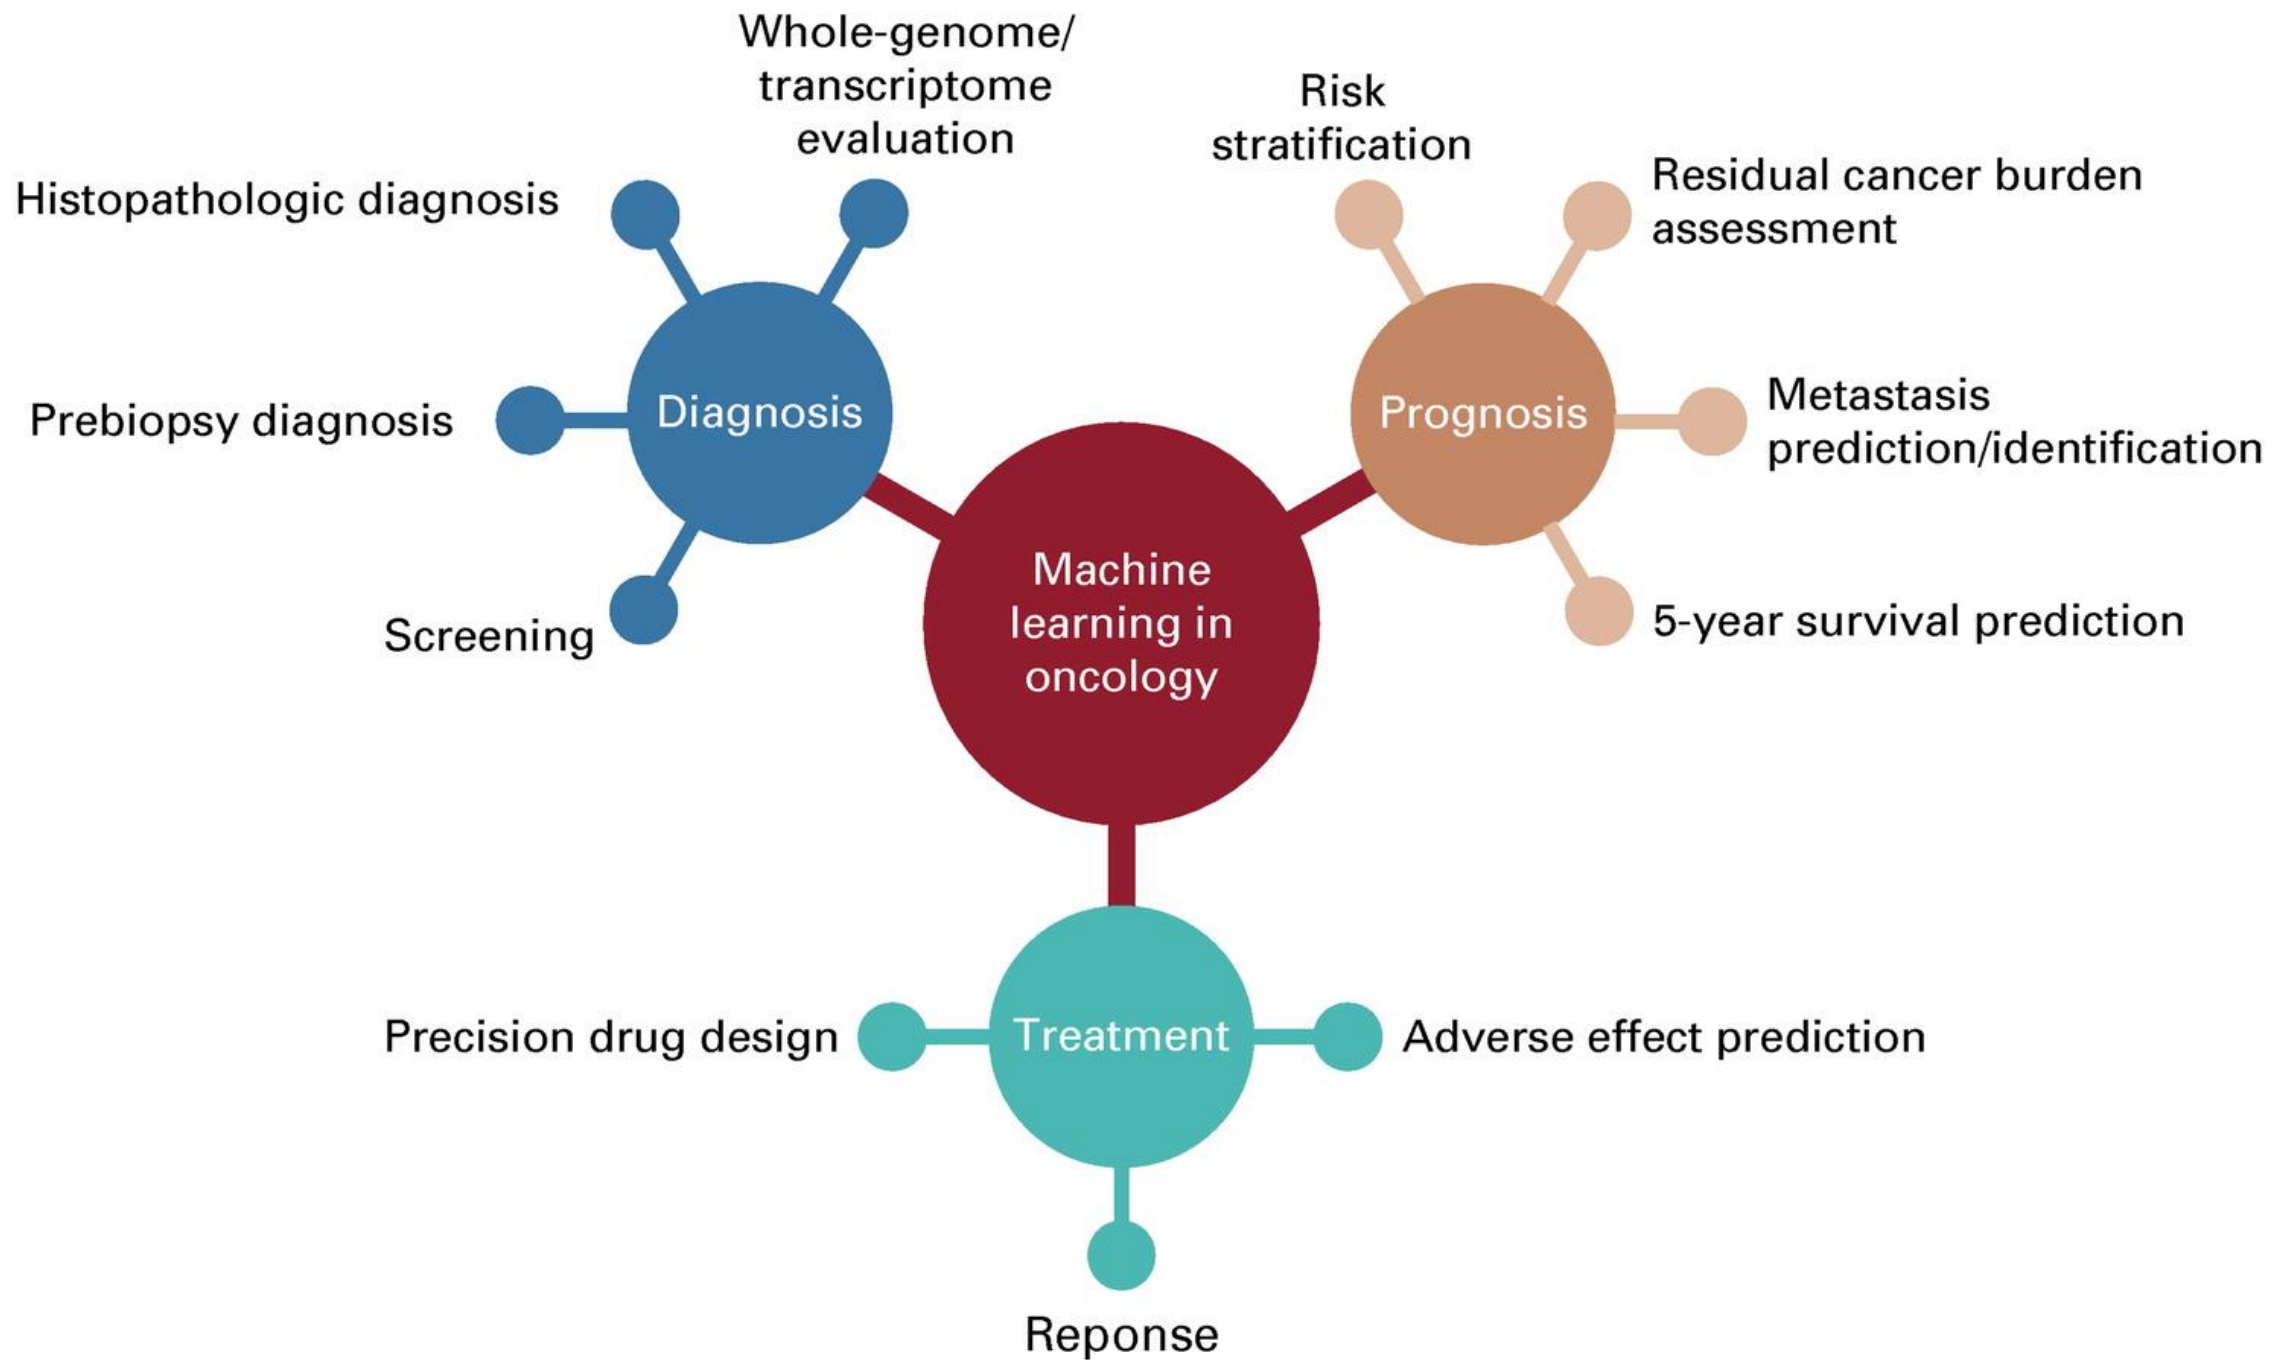 Whole-genome/
transcriptome
evaluation
Histopathologic diagnosis
Prebiopsy diagnosis
Screening
Diagnosis
Risk
stratification
Residual cancer burden
assessment
Metastasis
prediction/identification
5-year survival prediction
Prognosis
Machine
learning in
oncology
Precision drug design
Treatment
Adverse effect prediction
Reponse